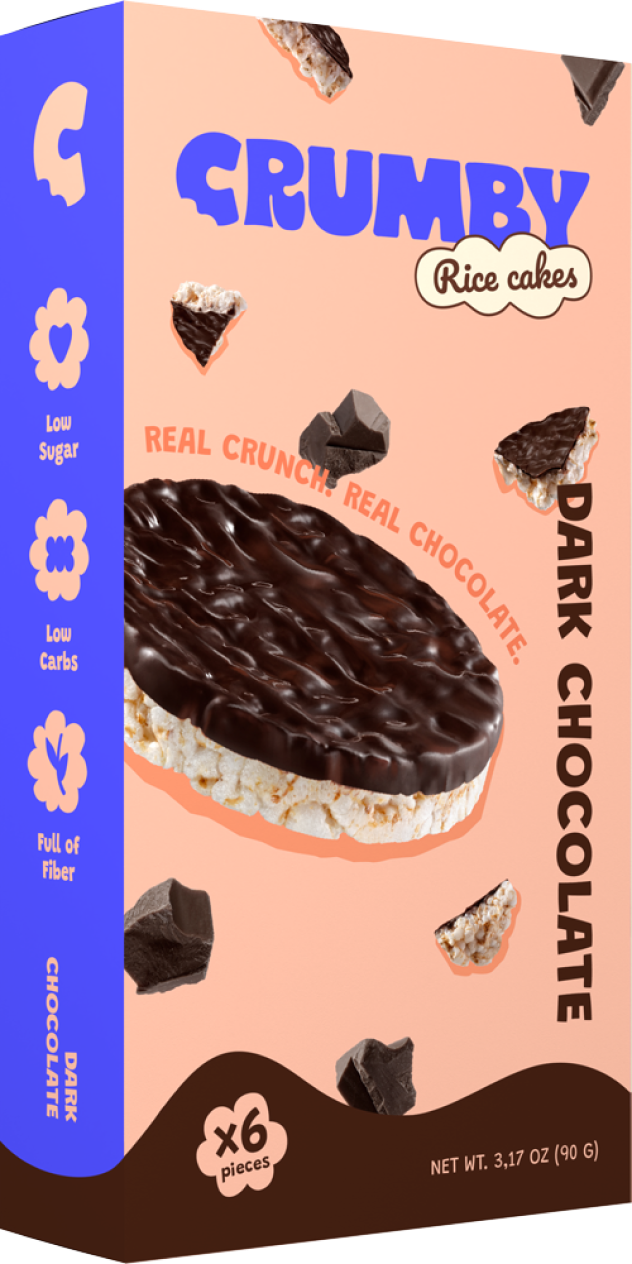 C
Low
Sugar
Low
Carbs
Full of
Fiber
DARK
CHOCOLATE
CRUMBY
Rice cakes
REAL CRUNCH. REAL CHOCOLATE.
DARK CHOCOLATE
x6
pieces
NET WT. 3,17 OZ (90 G)